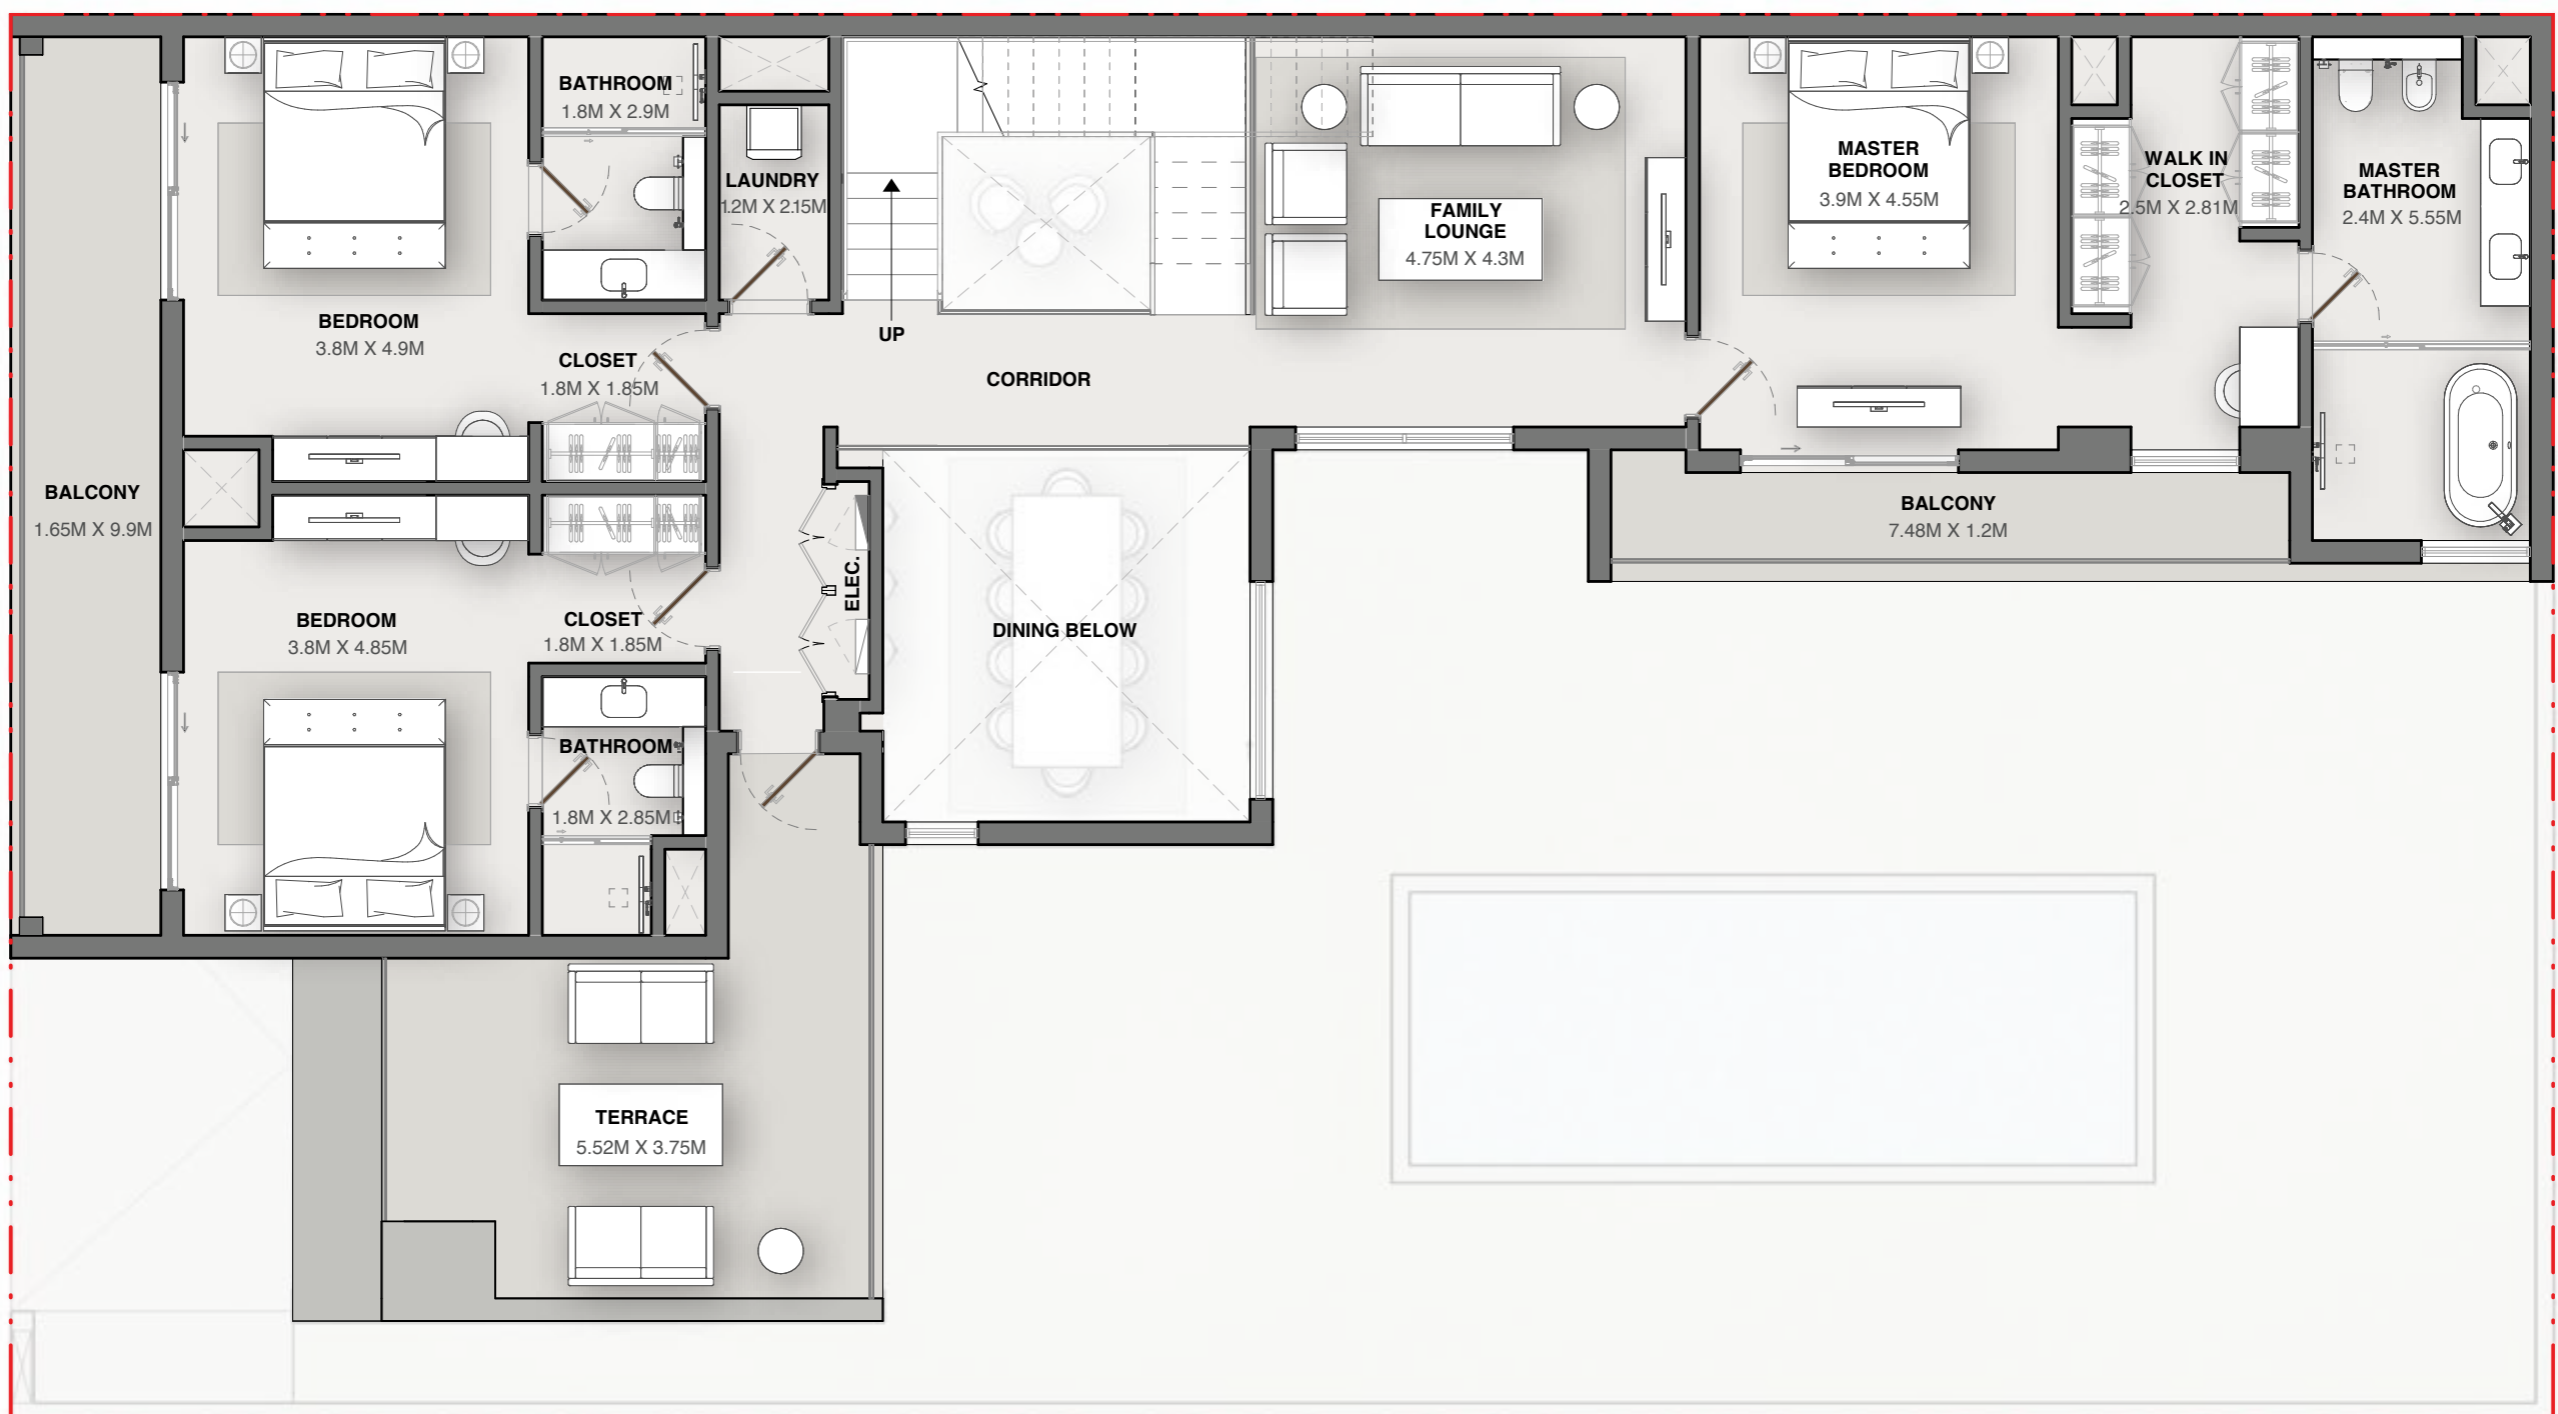 BATHROOM
1.8M X 2.9M
LAUNDRY
1.2M X 2.15M
MASTER
BEDROOM
3.9M X 4.55M
WALK IN
CLOSET
2.5M X 2.81M
MASTER
BATHROOM
2.4M X 5.55M
FAMILY
LOUNGE
4.75M X 4.3M
BEDROOM
3.8M X 4.9M
UP
CLOSET
1.8M X 1.85M
CORRIDOR
BALCONY
1.65M X 9.9M
BALCONY
7.48M X 1.2M
ELEC.
BEDROOM
3.8M X 4.85M
CLOSET
1.8M X 1.85M
DINING BELOW
BATHROOM
1.8M X 2.85M
TERRACE
5.52M X 3.75M